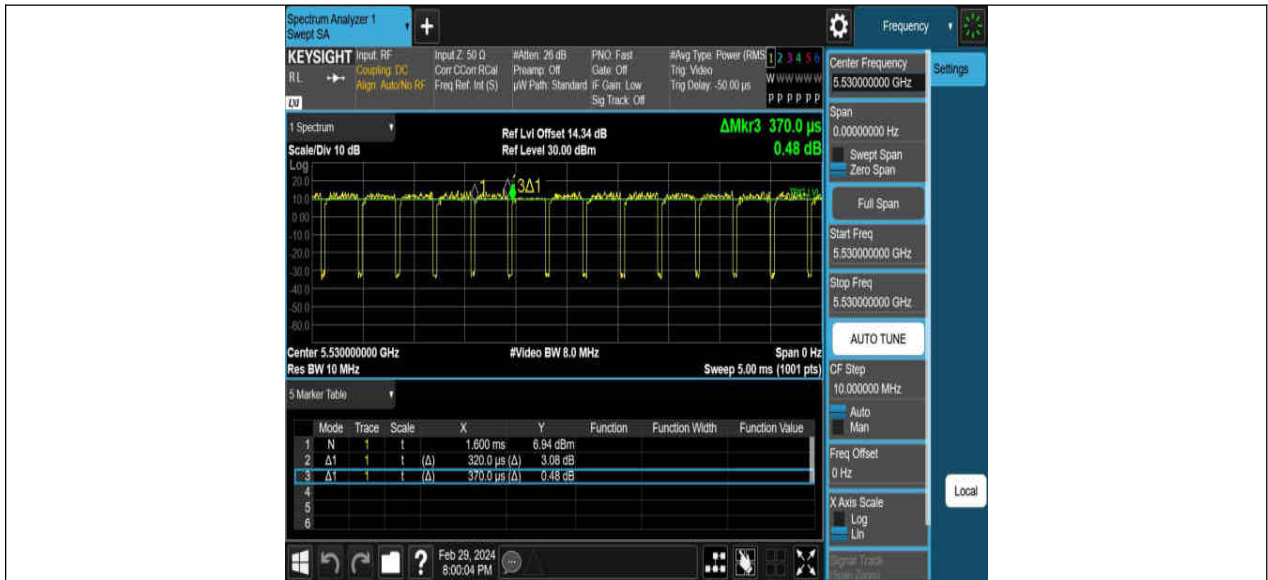 Spectrum Analyzer 1
Swept SA
+
Frequency
KEYSIGHT
RL
Input: RF
Coupling: DC
Align: Auto/No RF
Input Z: 50 Ω
Corr CCorr RCal
Freq Ref: Int (S)
#Atten: 26 dB
Preamp: Off
µW Path: Standard
PNO: Fast
Gate: Off
IF Gain: Low
Sig Track: Off
#Avg Type: Power (RMS
Trig: Video
Trig Delay: -50.00 µs
1 2 3 4 5 6
W W W W W W
P P P P P P
Center Frequency
5.530000000 GHz
Settings
1 Spectrum
Scale/Div 10 dB
Log
Ref Lvl Offset 14.34 dB
Ref Level 30.00 dBm
ΔMkr3 370.0 µs
0.48 dB
20.0
10.0
0.00
-10.0
-20.0
-30.0
-40.0
-50.0
-60.0
1
3Δ1
Center 5.530000000 GHz
Res BW 10 MHz
#Video BW 8.0 MHz
Span 0 Hz
Sweep 5.00 ms (1001 pts)
Span
0.00000000 Hz
Swept Span
Zero Span
Full Span
Start Freq
5.530000000 GHz
Stop Freq
5.530000000 GHz
AUTO TUNE
CF Step
10.000000 MHz
Auto
Man
Freq Offset
0 Hz
X Axis Scale
Log
Lin
Signal Track
(Span Zoom)
Local
5 Marker Table
Mode Trace Scale X Y Function Function Width Function Value
1 N 1 t 1.600 ms 6.94 dBm
2 Δ1 1 t (Δ) 320.0 µs (Δ) 3.08 dB
3 Δ1 1 t (Δ) 370.0 µs (Δ) 0.48 dB
4
5
6
?
Feb 29, 2024
8:00:04 PM